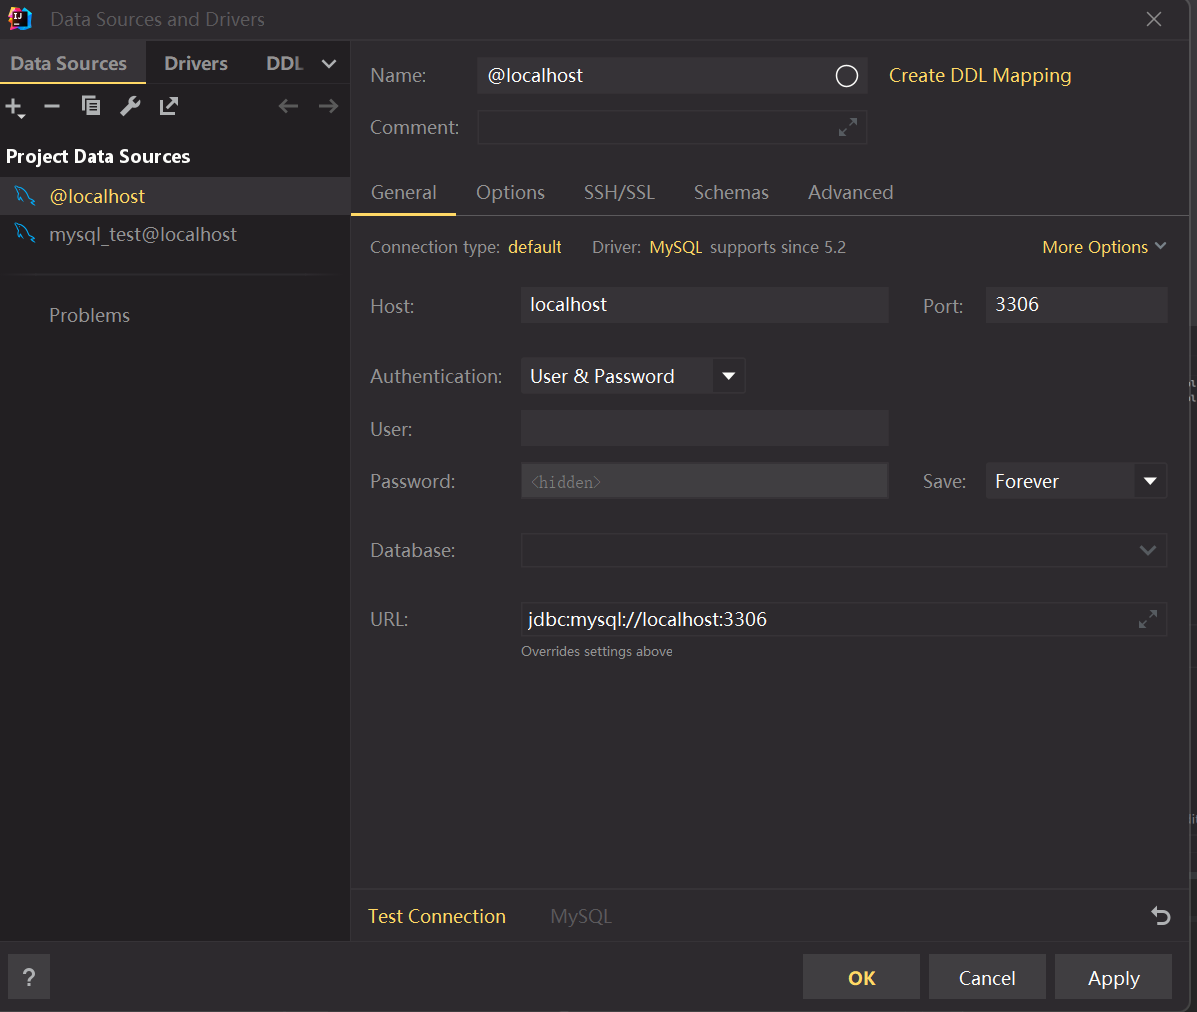 Data Sources and Drivers
Data Sources Drivers DDL
Name: @localhost Create DDL Mapping
Comment:
Project Data Sources
@localhost
mysql_test@localhost
Problems
General Options SSH/SSL Schemas Advanced
Connection type: default Driver: MySQL supports since 5.2 More Options
Host: localhost Port: 3306
Authentication: User & Password
User:
Password: <hidden> Save: Forever
Database:
URL: jdbc:mysql://localhost:3306
Overrides settings above
Test Connection MySQL
? OK Cancel Apply